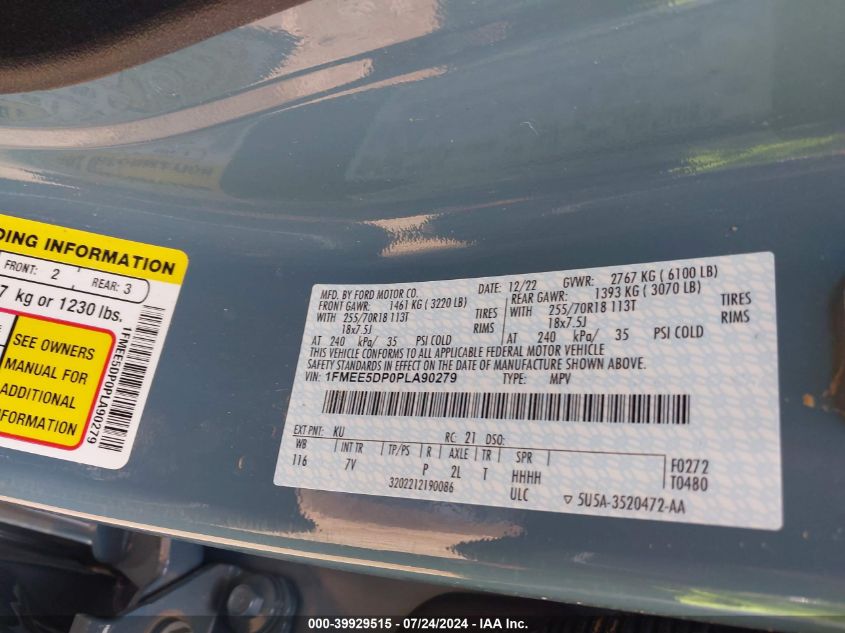 DING INFORMATION
FRONT: 2 REAR: 3
7 kg or 1230 lbs.
SEE OWNERS
MANUAL FOR
ADDITIONAL
INFORMATION
1FMEE5DP0PLA90279
MFD. BY FORD MOTOR CO. DATE: 12/22 GVWR: 2767 KG ( 6100 LB)
FRONT GAWR: 1461 KG ( 3220 LB) REAR GAWR: 1393 KG ( 3070 LB)
WITH 255/70R18 113T TIRES WITH 255/70R18 113T TIRES
18x7.5J RIMS 18x7.5J RIMS
AT 240 kPa/ 35 PSI COLD AT 240 kPa/ 35 PSI COLD
THIS VEHICLE CONFORMS TO ALL APPLICABLE FEDERAL MOTOR VEHICLE
SAFETY STANDARDS IN EFFECT ON THE DATE OF MANUFACTURE SHOWN ABOVE.
VIN: 1FMEE5DP0PLA90279 TYPE: MPV
EXT PNT: KU RC: 21 DSO:
WB INT TR TP/PS R AXLE TR SPR F0272
116 7V P 2L T HHHH T0480
3202212190086 ULC ▽ 5U5A-3520472-AA
000-39929515 - 07/24/2024 - IAA Inc.